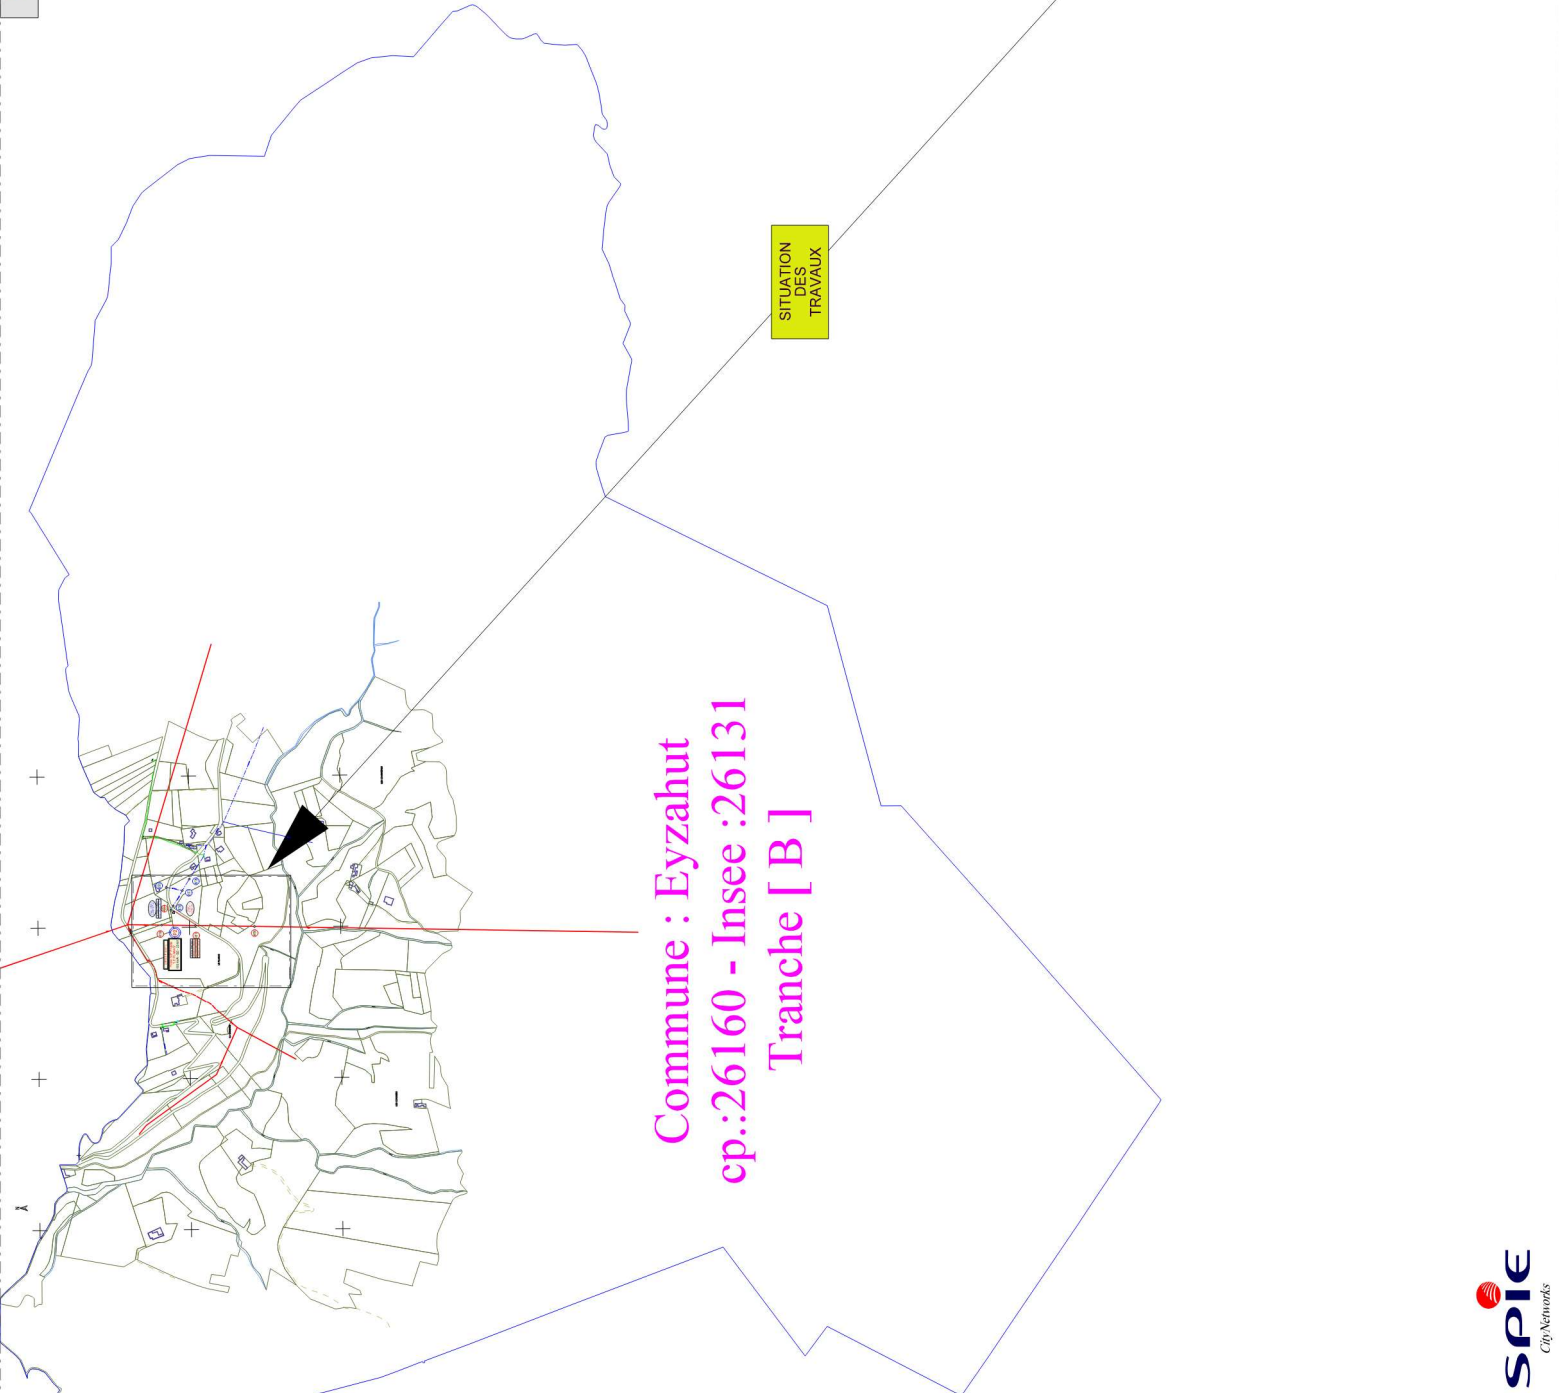 SITUATION
DES
TRAVAUX
Commune : Eyzahut
cp.:26160 - Insee :26131
Tranche [ B ]
SPIE
CityNetworks